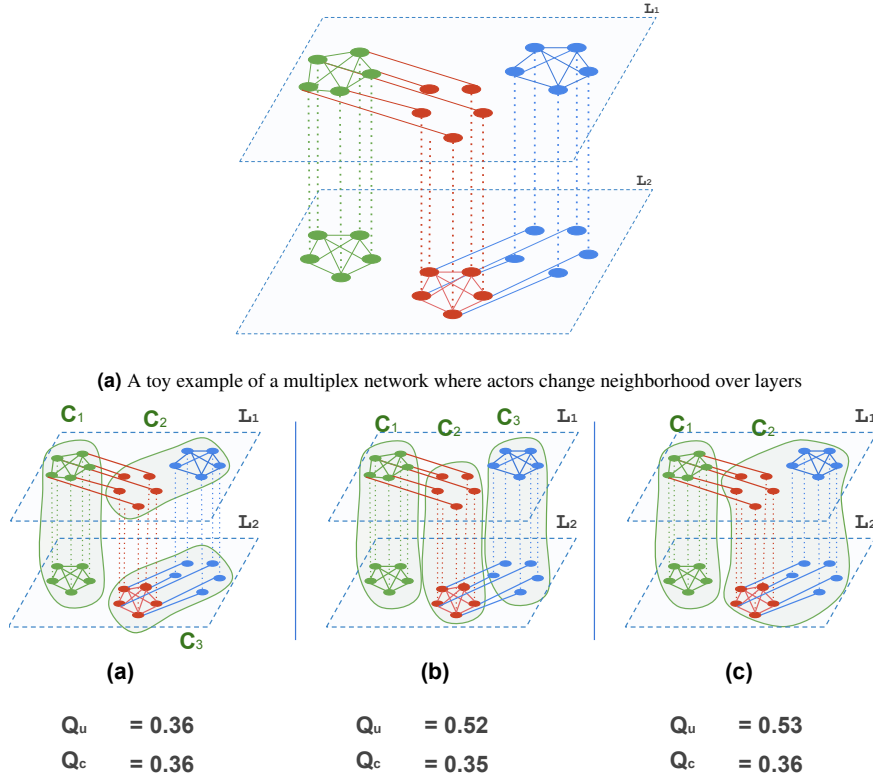 L1
L2
(a) A toy example of a multiplex network where actors change neighborhood over layers
C1 C2 L1
L2
C3
C1 C2 C3 L1
L2
C1 C2 L1
L2
(a) (b) (c)
Qu = 0.36 Qu = 0.52 Qu = 0.53
Qc = 0.36 Qc = 0.35 Qc = 0.36